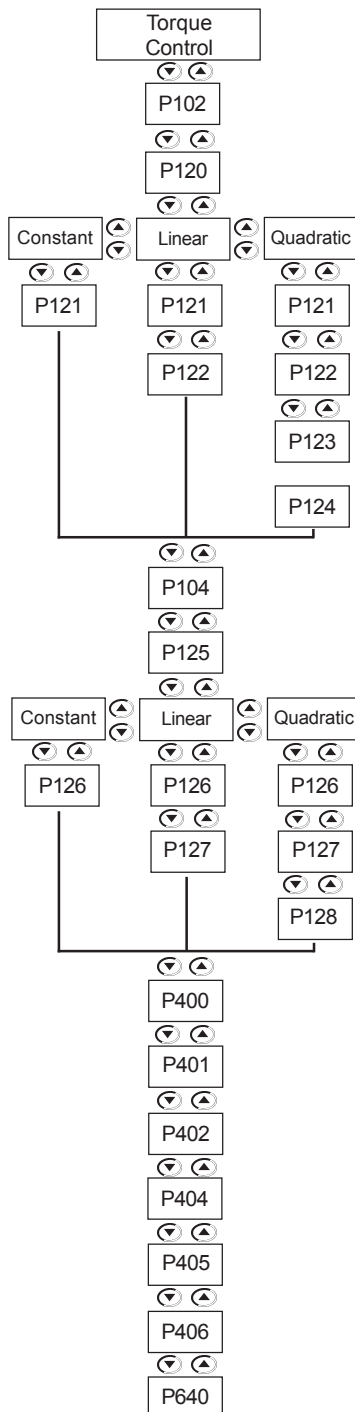 Torque
Control
P102
P120
Constant
Linear
Quadratic
P121
P121
P121
P122
P122
P123
P124
P104
P125
Constant
Linear
Quadratic
P126
P126
P126
P127
P127
P128
P400
P401
P402
P404
P405
P406
P640